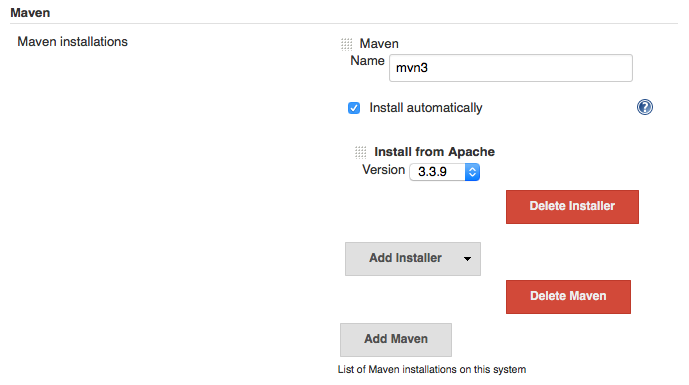 Maven
Maven installations
Maven
Name
mvn3
Install automatically
?
Install from Apache
Version 3.3.9
Delete Installer
Add Installer
Delete Maven
Add Maven
List of Maven installations on this system